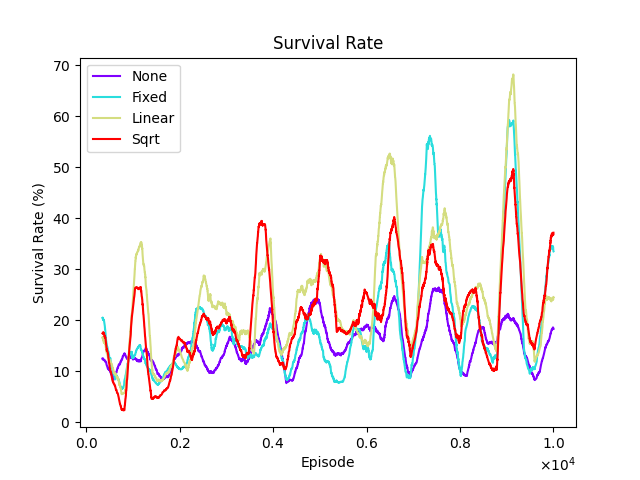 Survival Rate
None
Fixed
Linear
Sqrt
70
60
50
40
30
20
10
0
Survival Rate (%)
0.0 0.2 0.4 0.6 0.8 1.0
Episode
×10⁴